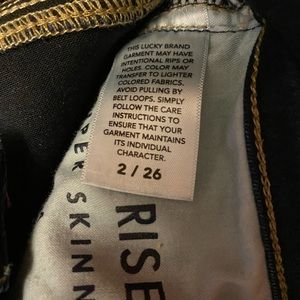 THIS LUCKY BRAND
GARMENT MAY HAVE
INTENTIONAL RIPS OR
HOLES. COLOR MAY
TRANSFER TO LIGHTER
COLORED FABRICS.
AVOID PULLING BY
BELT LOOPS. SIMPLY
FOLLOW THE CARE
INSTRUCTIONS TO
ENSURE THAT YOUR
GARMENT MAINTAINS
ITS INDIVIDUAL
CHARACTER.
2 / 26
RISE
PER SKINN